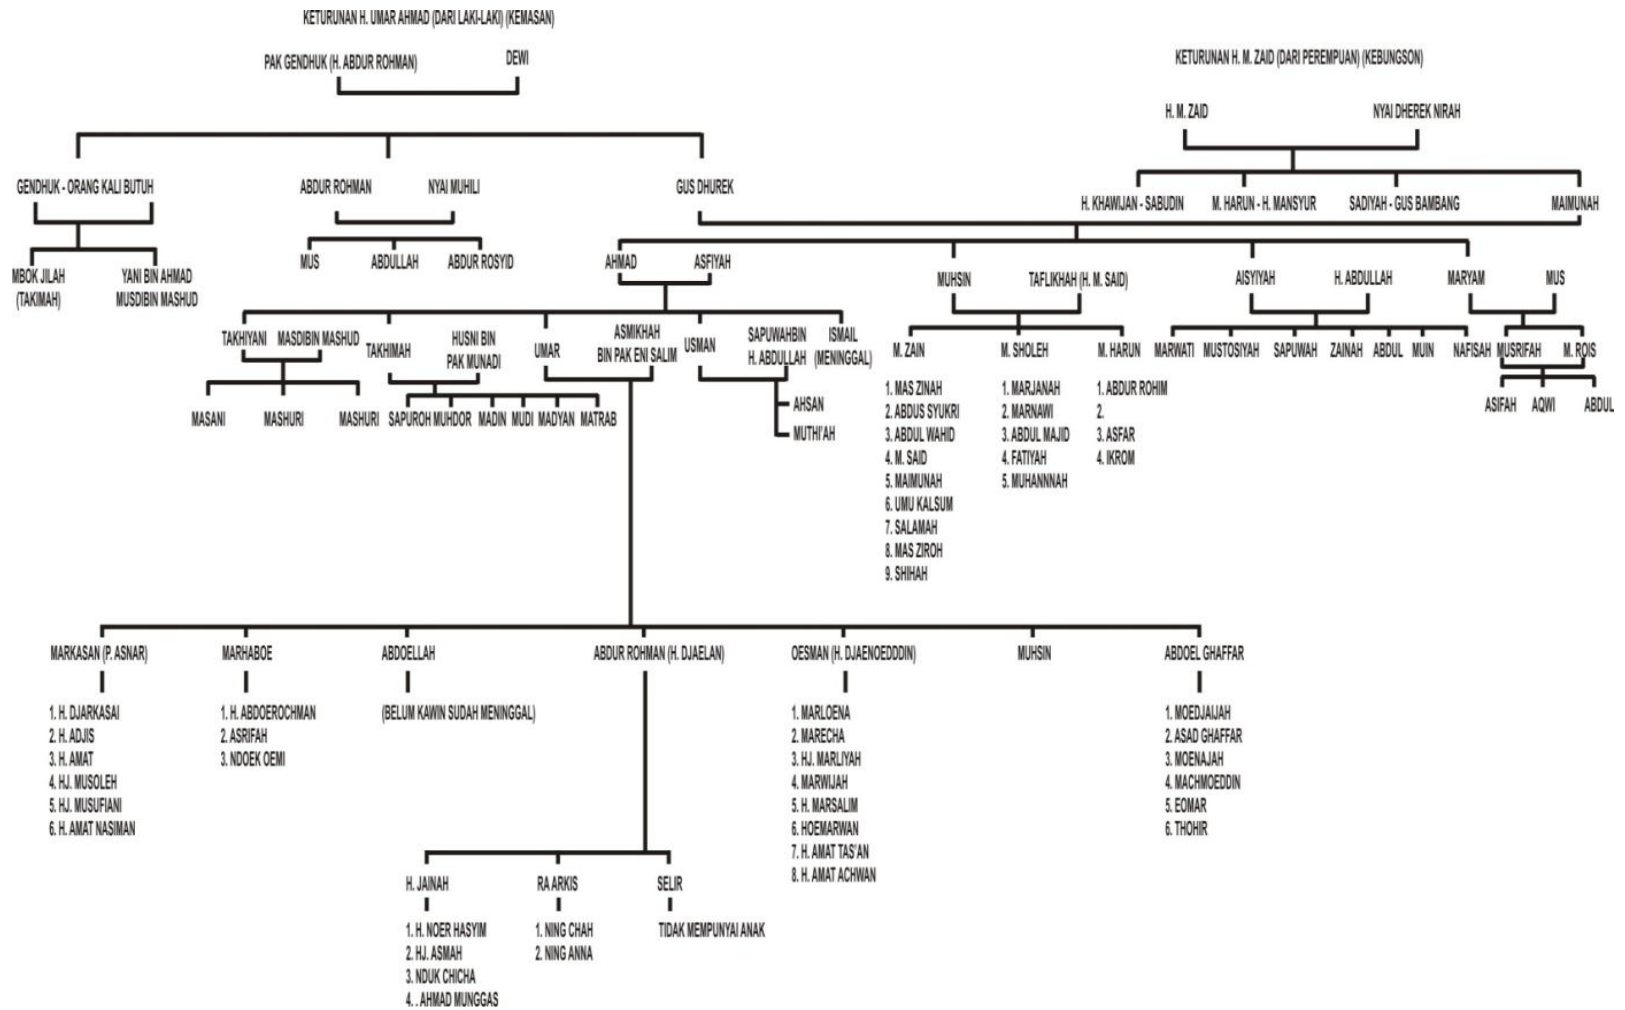 KETURUNAN H. UMAR AHMAD (DARI LAKI-LAKI) (KEMASAN)
PAK GENDHUK (H. ABDUR ROHMAN)
DEWI
KETURUNAN H. M. ZAID (DARI PEREMPUAN) (KEBUNGSON)
H. M. ZAID
NYAI DHEREK NIRAH
GENDHUK - ORANG KALI BUTUH
ABDUR ROHMAN
NYAI MUHILI
GUS DHUREK
H. KHAWIJAN - SABUDIN
M. HARUN - H. MANSYUR
SADIYAH - GUS BAMBANG
MAIMUNAH
MBOK JILAH
(TAKIMAH)
YANI BIN AHMAD
MUSDIBIN MASHUD
MUS
ABDULLAH
ABDUR ROSYID
AHMAD
ASFIYAH
MUHSIN
TAFLIKHAH (H. M. SAID)
AISYIYAH
H. ABDULLAH
MARYAM
MUS
TAKHIYANI
MASDIBIN MASHUD
TAKHIMAH
HUSNI BIN
PAK MUNADI
UMAR
ASMIKHAH
BIN PAK ENI SALIM
USMAN
SAPUWAHBIN
H. ABDULLAH
ISMAIL
(MENINGGAL)
M. ZAIN
M. SHOLEH
M. HARUN
MARWATI
MUSTOSIYAH
SAPUWAH
ZAINAH
ABDUL
MUIN
NAFISAH
MUSRIFAH
M. ROIS
MASANI
MASHURI
MASHURI
SAPUROH
MUHDOR
MADIN
MUDI
MADYAN
MATRAB
AHSAN
MUTHI'AH
1. MAS ZINAH
2. ABDUS SYUKRI
3. ABDUL WAHID
4. M. SAID
5. MAIMUNAH
6. UMU KALSUM
7. SALAMAH
8. MAS ZIROH
9. SHIHAH
1. MARJANAH
2. MARNAWI
3. ABDUL MAJID
4. FATIYAH
5. MUHANNNAH
1. ABDUR ROHIM
2.
3. ASFAR
4. IKROM
ASIFAH
AQWI
ABDUL
MARKASAN (P. ASNAR)
MARHABOE
ABDOELLAH
ABDUR ROHMAN (H. DJAELAN)
OESMAN (H. DJAENOEDDDIN)
MUHSIN
ABDOEL GHAFFAR
1. H. DJARKASAI
2. H. ADJIS
3. H. AMAT
4. HJ. MUSOLEH
5. HJ. MUSUFIANI
6. H. AMAT NASIMAN
1. H. ABDOEROCHMAN
2. ASRIFAH
3. NDOEK OEMI
(BELUM KAWIN SUDAH MENINGGAL)
1. MARLOENA
2. MARECHA
3. HJ. MARLIYAH
4. MARWIJAH
5. H. MARSALIM
6. HOEMARWAN
7. H. AMAT TAS'AN
8. H. AMAT ACHWAN
1. MOEDJAIJAH
2. ASAD GHAFFAR
3. MOENAJAH
4. MACHMOEDDIN
5. EOMAR
6. THOHIR
H. JAINAH
RA ARKIS
SELIR
1. H. NOER HASYIM
2. HJ. ASMAH
3. NDUK CHICHA
4. . AHMAD MUNGGAS
1. NING CHAH
2. NING ANNA
TIDAK MEMPUNYAI ANAK